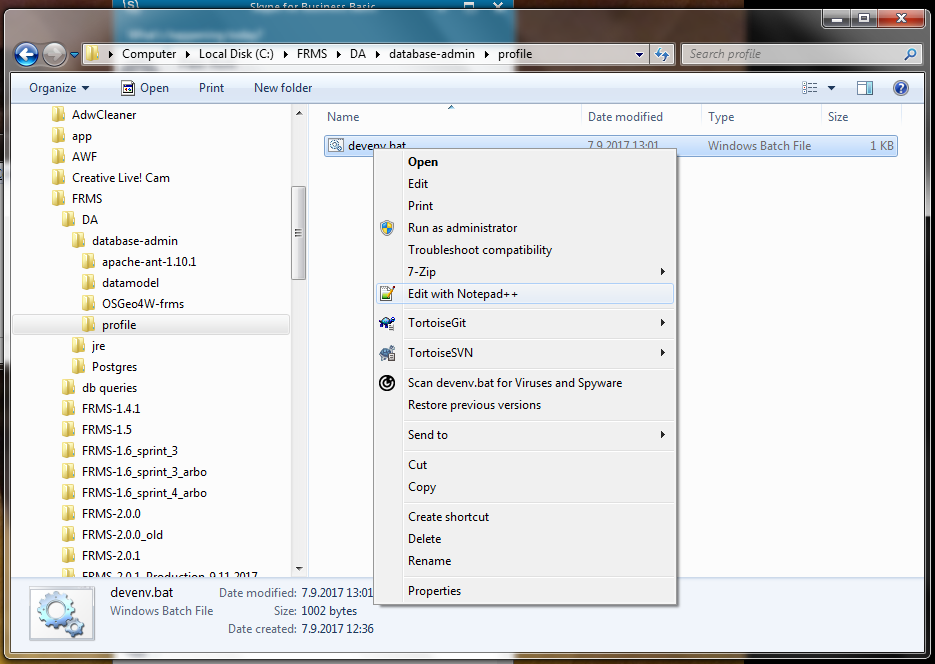 Skype for Business Basic
What's happening today?
Computer Local Disk (C:) FRMS DA database-admin profile
Search profile
Organize Open Print New folder
AdwCleaner
app
AWF
Creative Live! Cam
FRMS
DA
database-admin
apache-ant-1.10.1
datamodel
OSGeo4W-frms
profile
jre
Postgres
db queries
FRMS-1.4.1
FRMS-1.5
FRMS-1.6_sprint_3
FRMS-1.6_sprint_3_arbo
FRMS-1.6_sprint_4_arbo
FRMS-2.0.0
FRMS-2.0.0_old
FRMS-2.0.1
FRMS-2.0.1_Production-9.11.2017
Name Date modified Type Size
devenv.bat 7.9.2017 13:01 Windows Batch File 1 KB
Open
Edit
Print
Run as administrator
Troubleshoot compatibility
7-Zip
Edit with Notepad++
TortoiseGit
TortoiseSVN
Scan devenv.bat for Viruses and Spyware
Restore previous versions
Send to
Cut
Copy
Create shortcut
Delete
Rename
Properties
devenv.bat Date modified: 7.9.2017 13:01
Windows Batch File Size: 1002 bytes
Date created: 7.9.2017 12:36